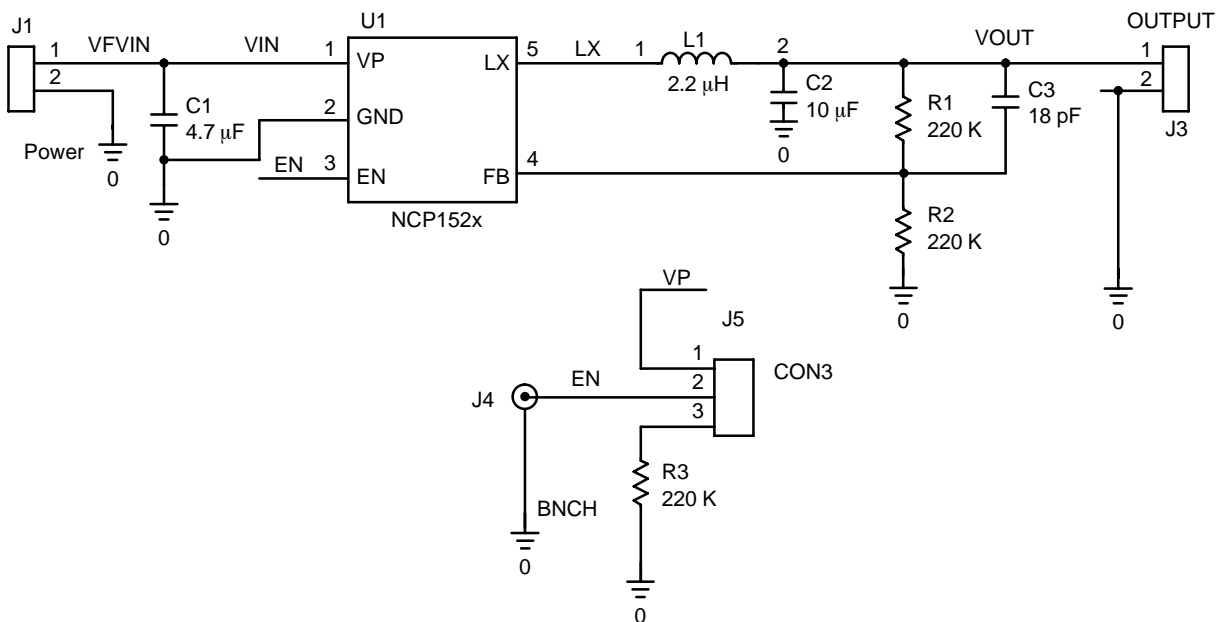 J1
1
2
VFVIN
VIN
Power
0
C1
4.7 μF
0
U1
1
VP
2
GND
EN
3
EN
LX
5
FB
4
NCP152x
LX
1
L1
2.2 μH
2
C2
10 μF
0
VOUT
R1
220 K
C3
18 pF
R2
220 K
0
OUTPUT
1
2
J3
0
VP
J5
1
EN
2
3
CON3
J4
BNCH
0
R3
220 K
0